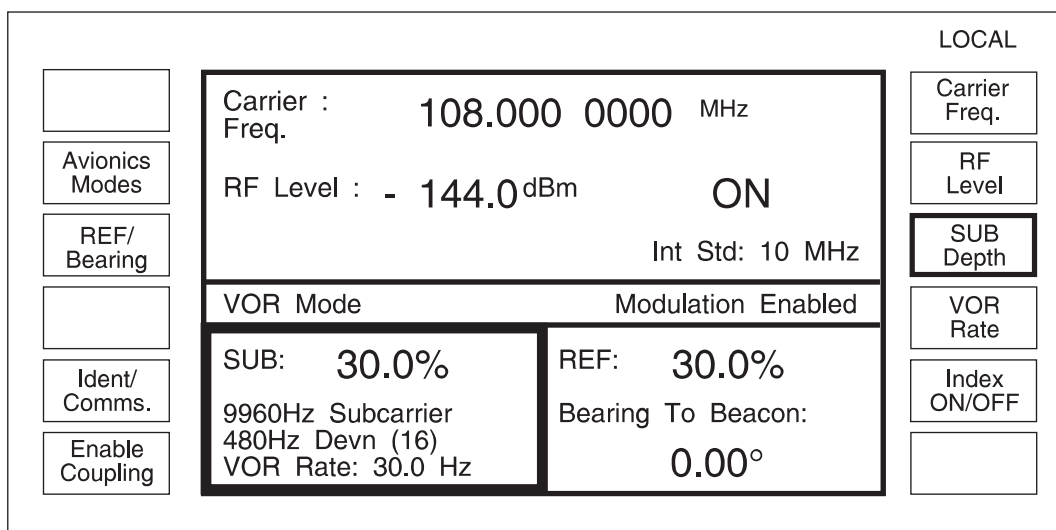 LOCAL
Avionics
Modes
REF/
Bearing
Ident/
Comms.
Enable
Coupling
Carrier :
Freq.
108.000 0000 MHz
RF Level : - 144.0 dBm ON
Int Std: 10 MHz
VOR Mode Modulation Enabled
SUB: 30.0%
9960Hz Subcarrier
480Hz Devn (16)
VOR Rate: 30.0 Hz
REF: 30.0%
Bearing To Beacon:
0.00°
Carrier
Freq.
RF
Level
SUB
Depth
VOR
Rate
Index
ON/OFF